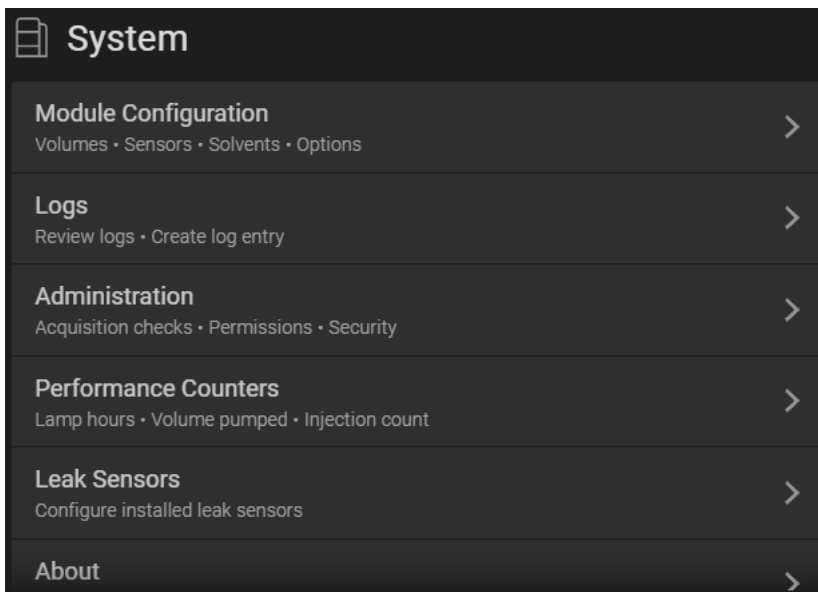 System
Module Configuration
Volumes • Sensors • Solvents • Options
Logs
Review logs • Create log entry
Administration
Acquisition checks • Permissions • Security
Performance Counters
Lamp hours • Volume pumped • Injection count
Leak Sensors
Configure installed leak sensors
About